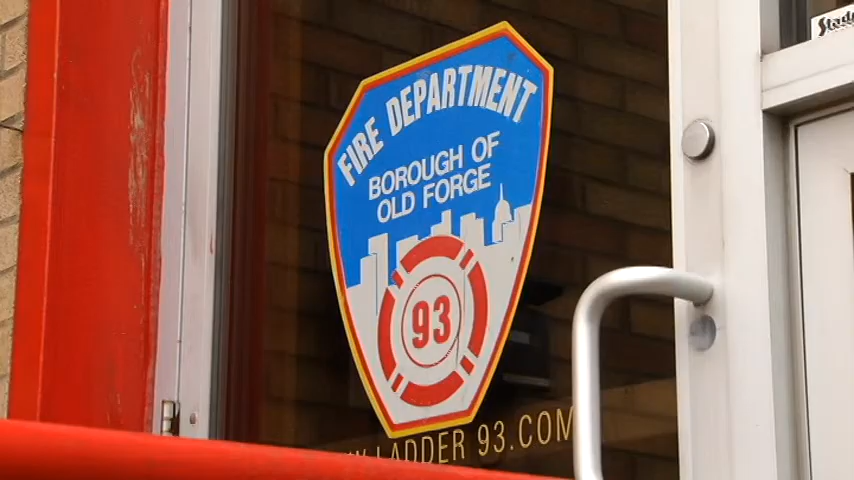 FIRE DEPARTMENT
BOROUGH OF
OLD FORGE
93
LADDER 93.COM